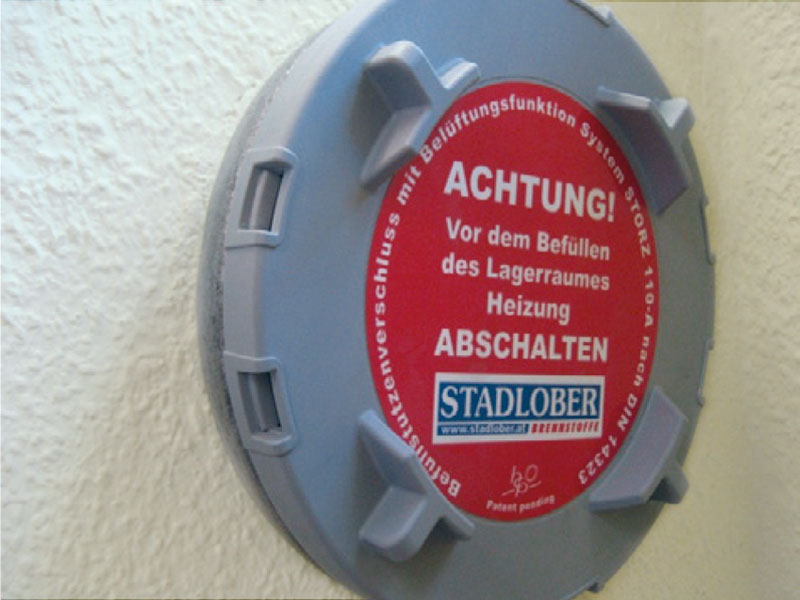 Befüllstutzenverschluss mit Belüftungsfunktion System STORZ 110-A nach DIN 14323
ACHTUNG!
Vor dem Befüllen
des Lagerraumes
Heizung
ABSCHALTEN
STADLOBER
www.stadlober.at BRENNSTOFFE
Patent pending